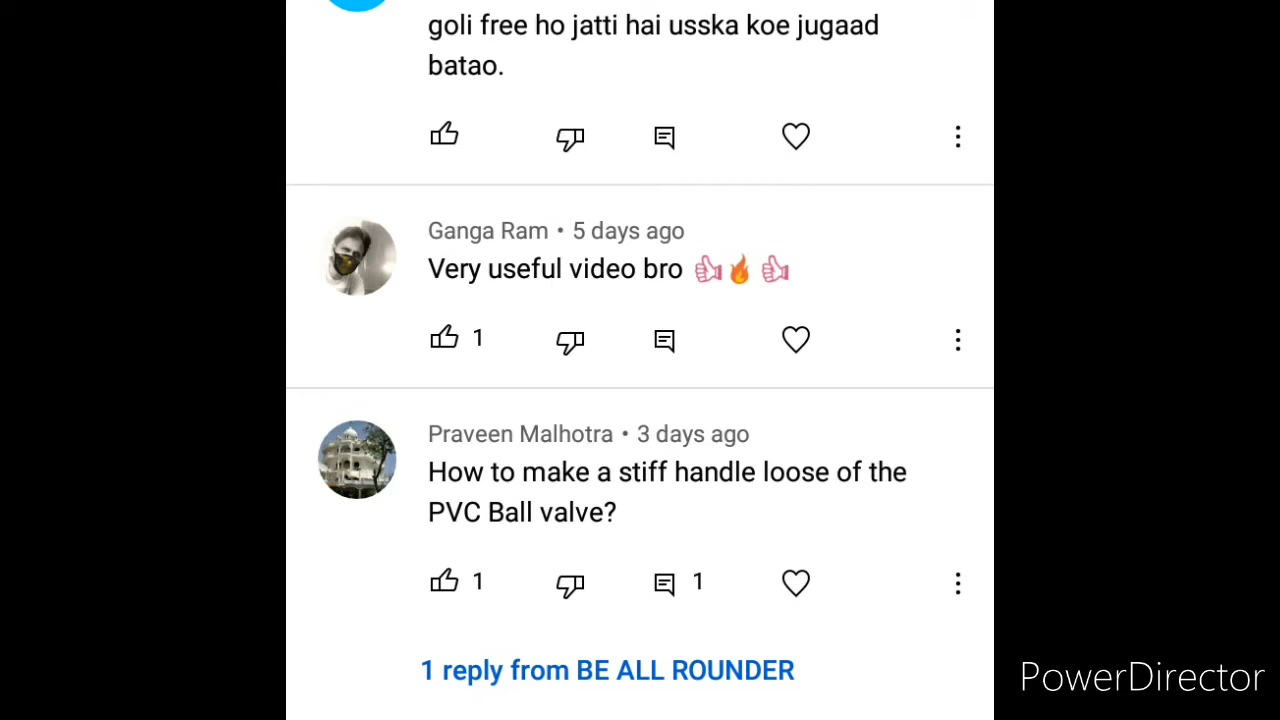 goli free ho jatti hai usska koe jugaad
batao.
Ganga Ram • 5 days ago
Very useful video bro 👍🔥👍
1
Praveen Malhotra • 3 days ago
How to make a stiff handle loose of the
PVC Ball valve?
1 1
1 reply from BE ALL ROUNDER
PowerDirector